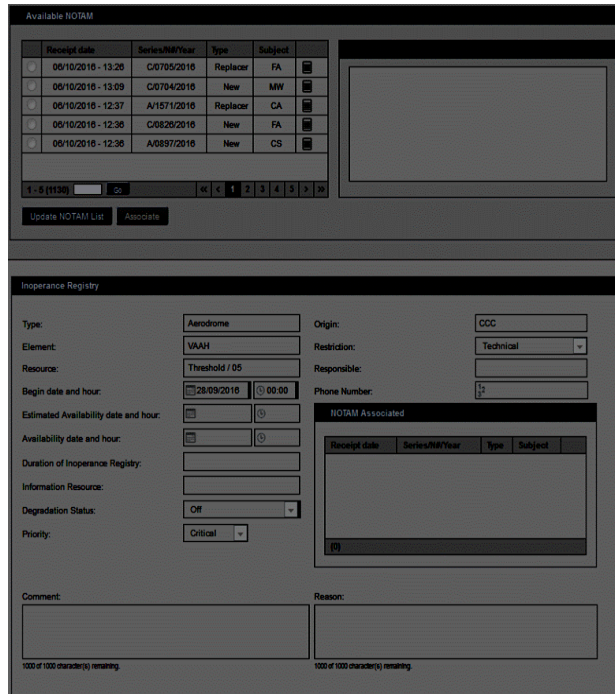 Available NOTAM
Receipt date Series/N#/Year Type Subject
06/10/2016 - 13:26 C/0705/2016 Replacer FA
06/10/2016 - 13:09 C/0704/2016 New MW
06/10/2016 - 12:37 A/1571/2016 Replacer CA
06/10/2016 - 12:36 C/0826/2016 New FA
06/10/2016 - 12:36 A/0897/2016 New CS
1 - 5 (1130) Go « < 1 2 3 4 5 > »
Update NOTAM List Associate
Inoperance Registry
Type: Aerodrome Origin: CCC
Element: VAAH Restriction: Technical
Resource: Threshold / 05 Responsible:
Begin date and hour: 28/09/2016 00:00 Phone Number:
Estimated Availability date and hour:
Availability date and hour:
Duration of Inoperance Registry:
Information Resource:
Degradation Status: Off
Priority: Critical
NOTAM Associated
Receipt date Series/N#/Year Type Subject
(0)
Comment: Reason:
1000 of 1000 character(s) remaining. 1000 of 1000 character(s) remaining.